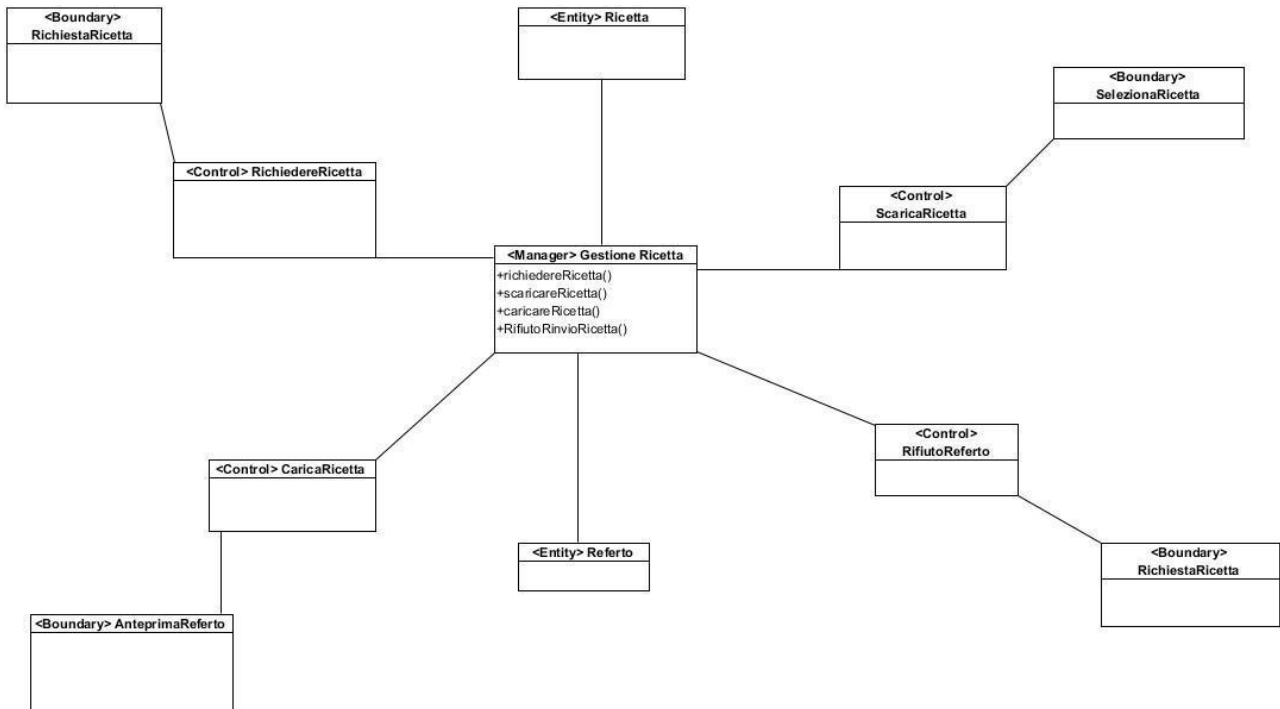 <Boundary>
RichiestaRicetta
<Entity> Ricetta
<Boundary>
SelezionaRicetta
<Control> RichiedereRicetta
<Control>
ScaricaRicetta
<Manager> Gestione Ricetta
+richiedereRicetta()
+scaricareRicetta()
+caricareRicetta()
+RifiutoRinvioRicetta()
<Control>
RifiutoReferto
<Control> CaricaRicetta
<Entity> Referto
<Boundary>
RichiestaRicetta
<Boundary> AnteprimaReferto